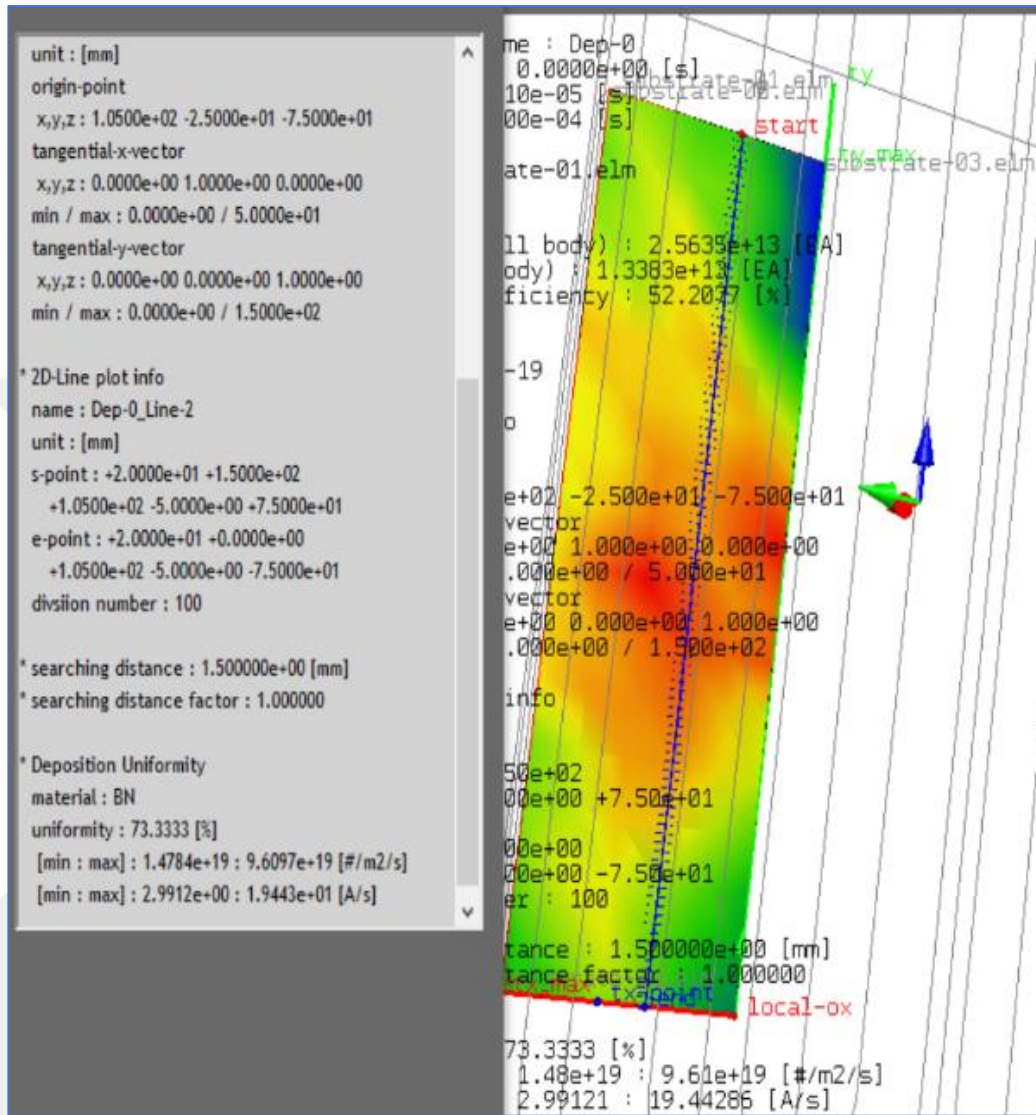 unit : [mm]
origin-point
x,y,z : 1.0500e+02 -2.5000e+01 -7.5000e+01
tangential-x-vector
x,y,z : 0.0000e+00 1.0000e+00 0.0000e+00
min / max : 0.0000e+00 / 5.0000e+01
tangential-y-vector
x,y,z : 0.0000e+00 0.0000e+00 1.0000e+00
min / max : 0.0000e+00 / 1.5000e+02
* 2D-Line plot info
name : Dep-0_Line-2
unit : [mm]
s-point : +2.0000e+01 +1.5000e+02
+1.0500e+02 -5.0000e+00 +7.5000e+01
e-point : +2.0000e+01 +0.0000e+00
+1.0500e+02 -5.0000e+00 -7.5000e+01
divsiion number : 100
* searching distance : 1.500000e+00 [mm]
* searching distance factor : 1.000000
* Deposition Uniformity
material : BN
uniformity : 73.3333 [%]
[min : max] : 1.4784e+19 : 9.6097e+19 [#/m2/s]
[min : max] : 2.9912e+00 : 1.9443e+01 [A/s]
me : Dep-0
0.0000e+00 [s]
substrate-01.elm
ty
10e-05 [s]
substrate-00.elm
00e-04 [s]
start
ty_max
ate-01.elm
substrate-03.elm
ll body) : 2.5635e+13 [EA]
ody) : 1.3383e+13 [EA]
ficienty : 52.2077 [%]
-19
o
e+02 -2.500e+01 -7.500e+01
vector
e+00 1.000e+00 0.000e+00
.000e+00 / 5.000e+01
vector
e+00 0.000e+00 1.000e+00
.000e+00 / 1.500e+02
info
50e+02
00e+00 +7.50e+01
00e+00
00e+00 -7.50e+01
er : 100
tance : 1.500000e+00 [mm]
tance factor : 1.000000
end
local-ox
73.3333 [%]
1.48e+19 : 9.61e+19 [#/m2/s]
2.99121 : 19.44286 [A/s]